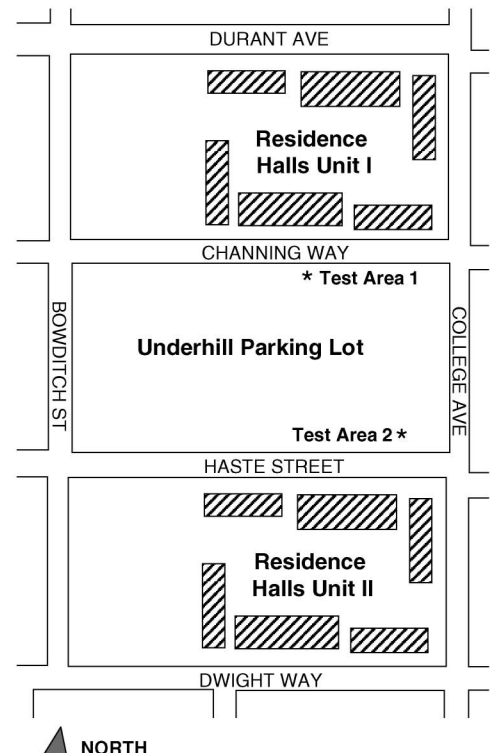 DURANT AVE
Residence
Halls Unit I
CHANNING WAY
* Test Area 1
BOWDITCH ST
COLLEGE AVE
Underhill Parking Lot
Test Area 2 *
HASTE STREET
Residence
Halls Unit II
DWIGHT WAY
NORTH